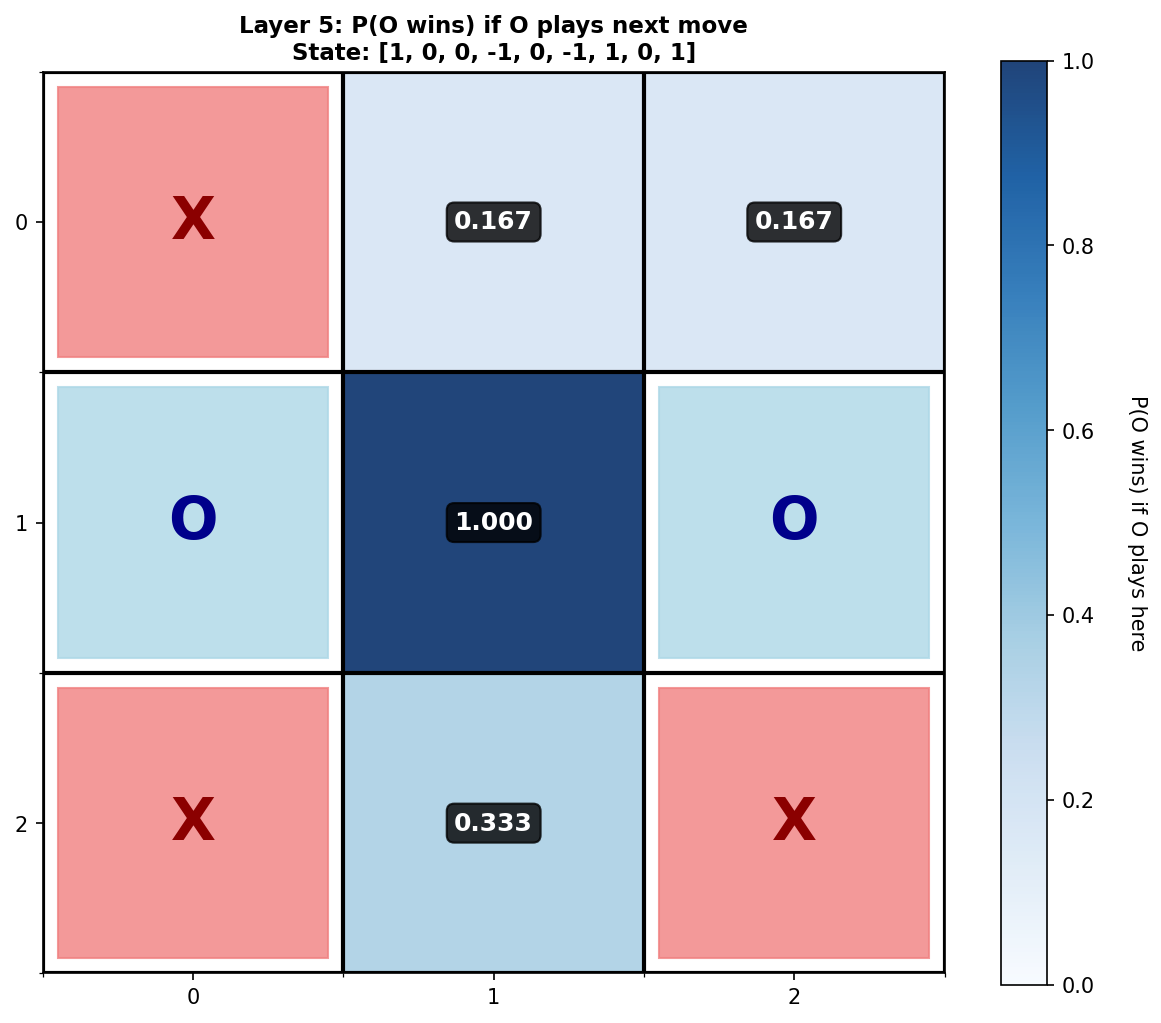 Layer 5: P(O wins) if O plays next move
State: [1, 0, 0, -1, 0, -1, 1, 0, 1]
X
0.167
0.167
O
1.000
O
X
0.333
X
0
1
2
0
1
2
1.0
0.8
0.6
0.4
0.2
0.0
P(O wins) if O plays here